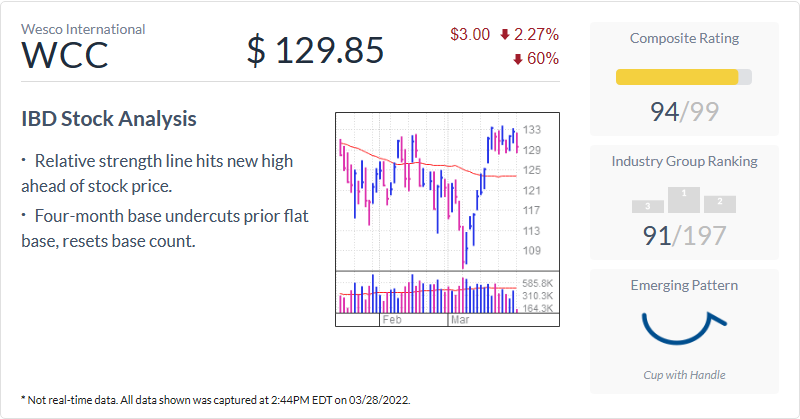 Wesco International
WCC
$ 129.85
$3.00 2.27%
60%
IBD Stock Analysis
· Relative strength line hits new high
ahead of stock price.
· Four-month base undercuts prior flat
base, resets base count.
133
129
125
121
117
113
109
585.8K
310.3K
164.3K
Feb
Mar
Composite Rating
94/99
Industry Group Ranking
3
1
2
91/197
Emerging Pattern
Cup with Handle
* Not real-time data. All data shown was captured at 2:44PM EDT on 03/28/2022.